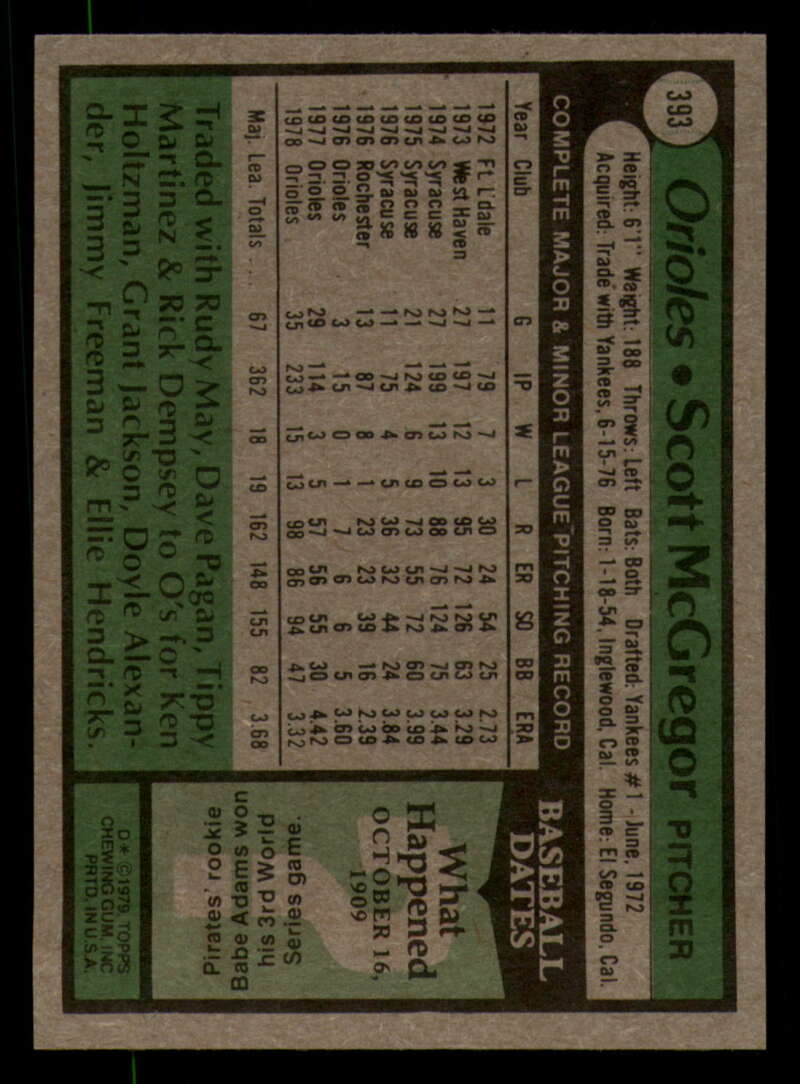 393
Orioles • Scott McGregor PITCHER
Height: 6'1" Weight: 188 Throws: Left Bats: Both Drafted: Yankees #1 - June, 1972
Acquired: Trade with Yankees, 6-15-76 Born: 1-18-54, Inglewood, Cal. Home: El Segundo, Cal.
COMPLETE MAJOR & MINOR LEAGUE PITCHING RECORD
Year Club G IP W L R ER SO BB ERA
1972 Ft. L'dale 11 79 7 3 30 24 54 25 2.73
1973 West Haven 27 197 12 13 95 72 126 63 3.29
1974 Syracuse 27 199 13 10 88 76 124 75 3.44
1975 Syracuse 21 124 6 9 73 55 72 60 3.99
1976 Syracuse 11 75 4 5 36 32 44 24 3.84
1976 Rochester 13 87 8 1 23 23 39 16 2.39
1976 Orioles 3 15 0 1 7 6 6 5 3.60
1977 Orioles 29 114 3 5 57 56 55 30 4.42
1978 Orioles 35 233 15 13 98 86 94 47 3.32
Maj. Lea. Totals .... 67 362 18 19 162 148 155 82 3.68
Traded with Rudy May, Dave Pagan, Tippy
Martinez & Rick Dempsey to O's for Ken
Holtzman, Grant Jackson, Doyle Alexan-
der, Jimmy Freeman & Ellie Hendricks.
BASEBALL
DATES
What
Happened
OCTOBER 16,
1909
Pirates' rookie
Babe Adams won
his 3rd World
Series game.
D* © 1979 TOPPS
CHEWING GUM, INC
PRTD. IN U.S.A.